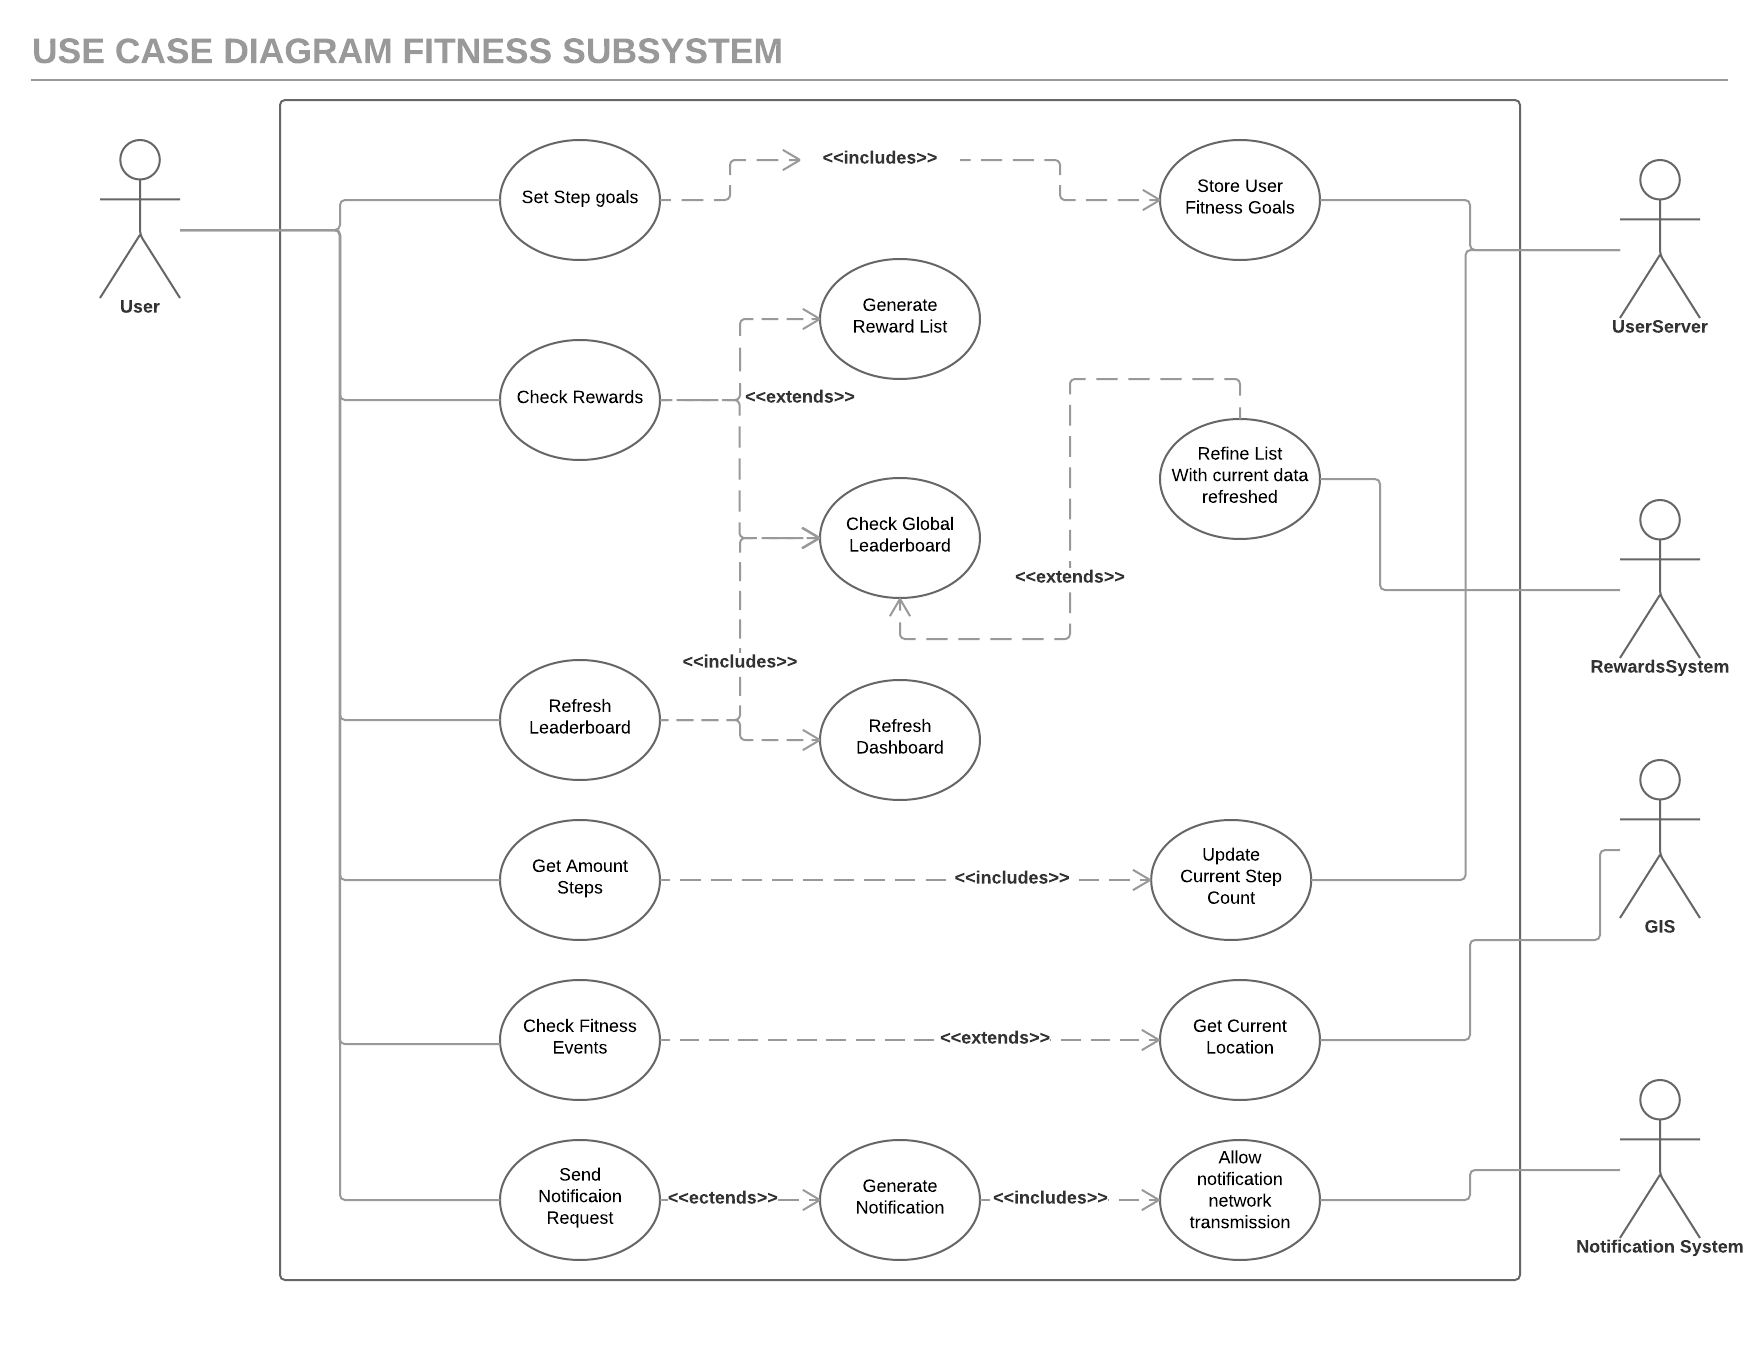 USE CASE DIAGRAM FITNESS SUBSYSTEM
User
Set Step goals
<<includes>>
Store User
Fitness Goals
UserServer
Generate
Reward List
Check Rewards
<<extends>>
Refine List
With current data
refreshed
Check Global
Leaderboard
<<extends>>
RewardsSystem
<<includes>>
Refresh
Leaderboard
Refresh
Dashboard
Get Amount
Steps
<<includes>>
Update
Current Step
Count
GIS
Check Fitness
Events
<<extends>>
Get Current
Location
Send
Notificaion
Request
<<ectends>>
Generate
Notification
<<includes>>
Allow
notification
network
transmission
Notification System